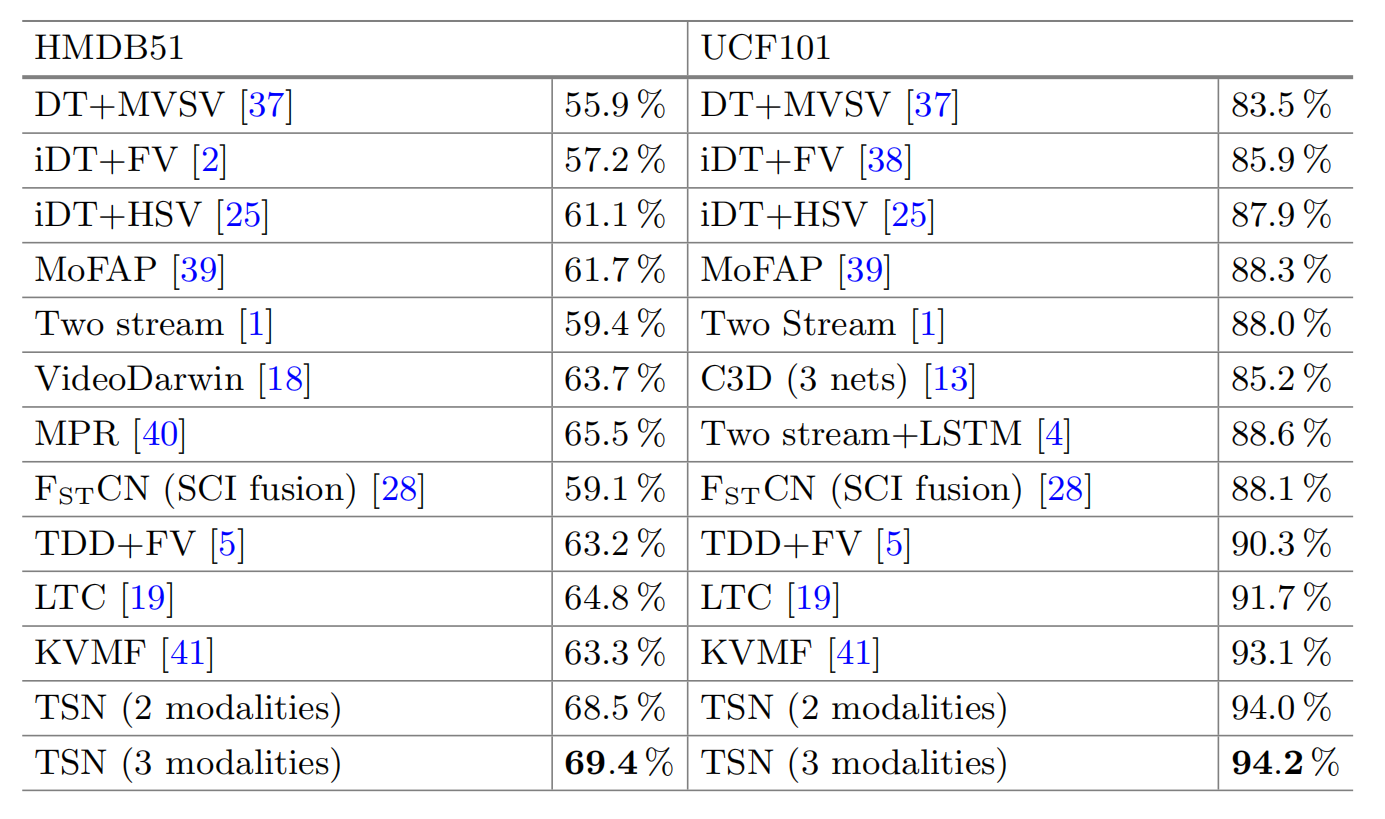 HMDB51 UCF101
DT+MVSV [37] 55.9 % DT+MVSV [37] 83.5 %
iDT+FV [2] 57.2 % iDT+FV [38] 85.9 %
iDT+HSV [25] 61.1 % iDT+HSV [25] 87.9 %
MoFAP [39] 61.7 % MoFAP [39] 88.3 %
Two stream [1] 59.4 % Two Stream [1] 88.0 %
VideoDarwin [18] 63.7 % C3D (3 nets) [13] 85.2 %
MPR [40] 65.5 % Two stream+LSTM [4] 88.6 %
FSTCN (SCI fusion) [28] 59.1 % FSTCN (SCI fusion) [28] 88.1 %
TDD+FV [5] 63.2 % TDD+FV [5] 90.3 %
LTC [19] 64.8 % LTC [19] 91.7 %
KVMF [41] 63.3 % KVMF [41] 93.1 %
TSN (2 modalities) 68.5 % TSN (2 modalities) 94.0 %
TSN (3 modalities) 69.4 % TSN (3 modalities) 94.2 %